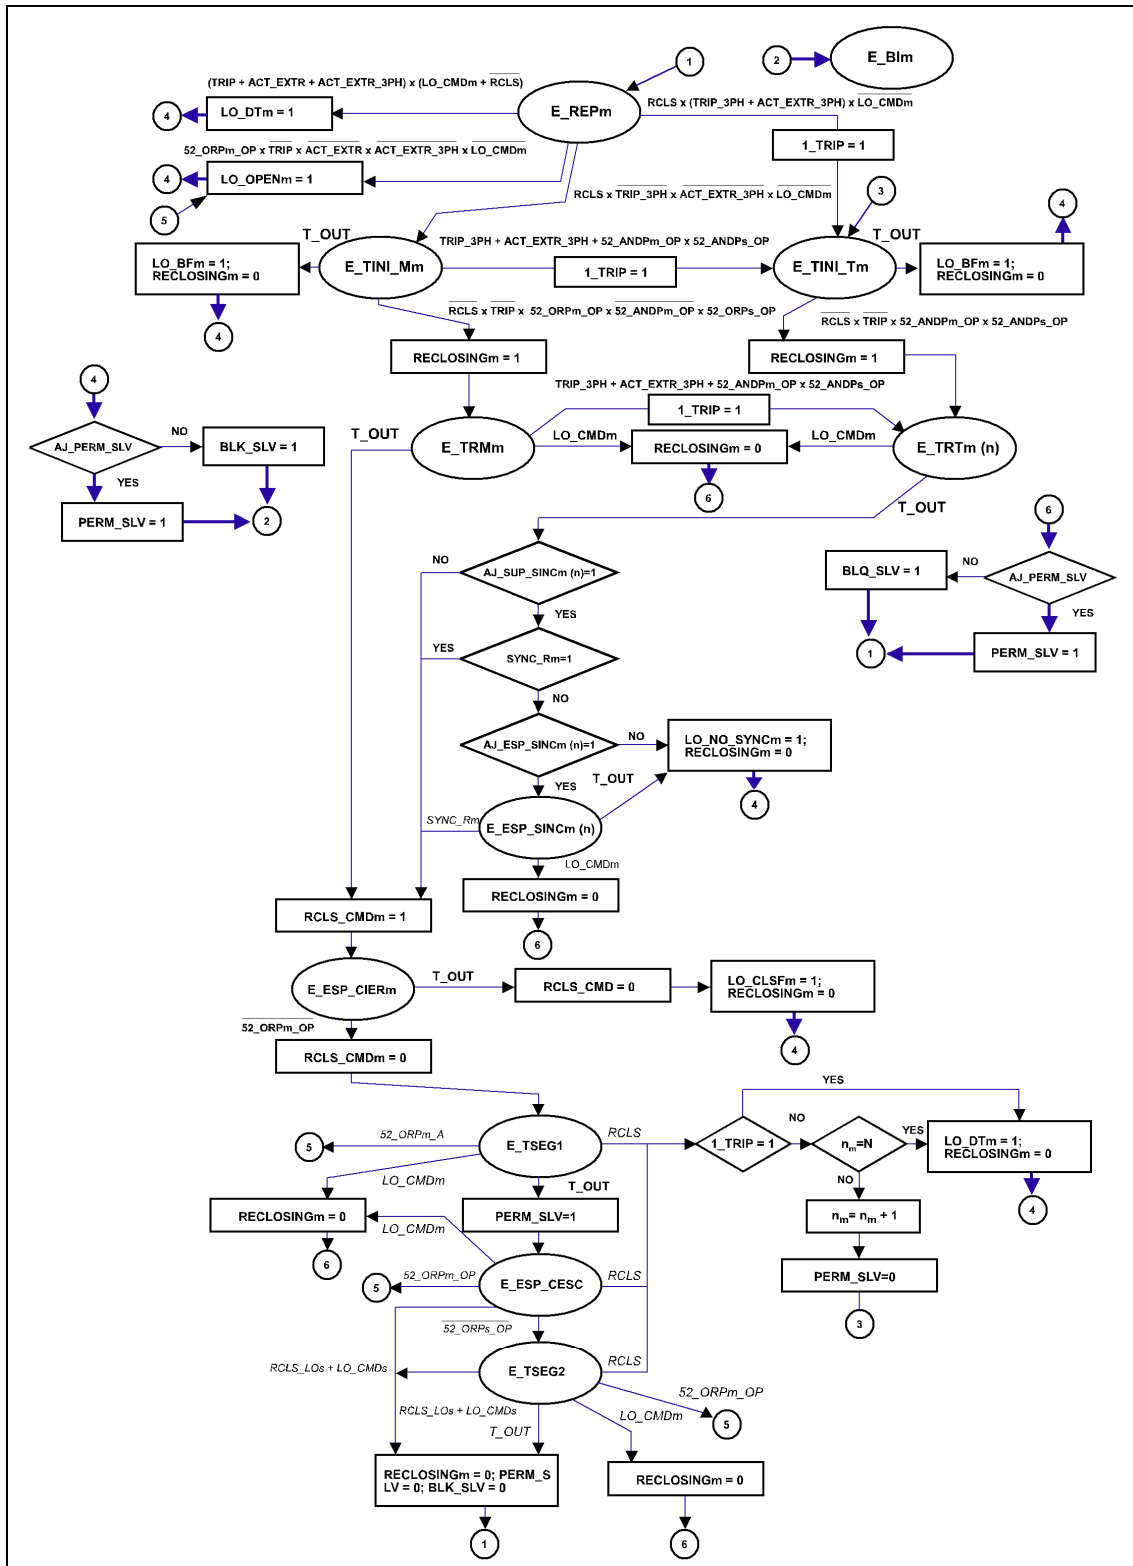 1
2
E_BIm
(TRIP + ACT_EXTR + ACT_EXTR_3PH) x (LO_CMDm + RCLS)
E_REPm
RCLS x (TRIP_3PH + ACT_EXTR_3PH) x LO_CMDm
4
LO_DTm = 1
1_TRIP = 1
52_ORPm_OP x TRIP x ACT_EXTR x ACT_EXTR_3PH x LO_CMDm
4
LO_OPENm = 1
RCLS x TRIP_3PH x ACT_EXTR_3PH x LO_CMDm
3
4
5
T_OUT
TRIP_3PH + ACT_EXTR_3PH + 52_ANDPm_OP x 52_ANDPs_OP
T_OUT
LO_BFm = 1;
RECLOSINGm = 0
E_TINI_Mm
1_TRIP = 1
E_TINI_Tm
LO_BFm = 1;
RECLOSINGm = 0
RCLS x TRIP x 52_ORPm_OP x 52_ANDPm_OP x 52_ORPs_OP
RCLS x TRIP x 52_ANDPm_OP x 52_ANDPs_OP
4
RECLOSINGm = 1
RECLOSINGm = 1
4
TRIP_3PH + ACT_EXTR_3PH + 52_ANDPm_OP x 52_ANDPs_OP
1_TRIP = 1
AJ_PERM_SLV
NO
BLK_SLV = 1
T_OUT
E_TRMm
LO_CMDm
RECLOSINGm = 0
LO_CMDm
E_TRTm (n)
YES
6
PERM_SLV = 1
2
T_OUT
6
NO
AJ_SUP_SINCm (n)=1
BLQ_SLV = 1
NO
AJ_PERM_SLV
YES
YES
YES
SYNC_Rm=1
1
PERM_SLV = 1
NO
AJ_ESP_SINCm (n)=1
NO
LO_NO_SYNCm = 1;
RECLOSINGm = 0
T_OUT
YES
4
SYNC_Rm
E_ESP_SINCm (n)
LO_CMDm
RECLOSINGm = 0
RCLS_CMDm = 1
6
T_OUT
E_ESP_CIERm
RCLS_CMD = 0
LO_CLSFm = 1;
RECLOSINGm = 0
52_ORPm_OP
4
RCLS_CMDm = 0
YES
5
52_ORPm_A
E_TSEG1
RCLS
1_TRIP = 1
NO
nm=N
YES
LO_DTm = 1;
RECLOSINGm = 0
LO_CMDm
T_OUT
NO
4
RECLOSINGm = 0
LO_CMDm
PERM_SLV=1
nm= nm + 1
6
5
52_ORPm_OP
E_ESP_CESC
RCLS
PERM_SLV=0
3
52_ORPs_OP
RCLS_LOs + LO_CMDs
E_TSEG2
RCLS
52_ORPm_OP
RCLS_LOs + LO_CMDs
LO_CMDm
5
T_OUT
RECLOSINGm = 0; PERM_S
LV = 0; BLK_SLV = 0
RECLOSINGm = 0
1
6